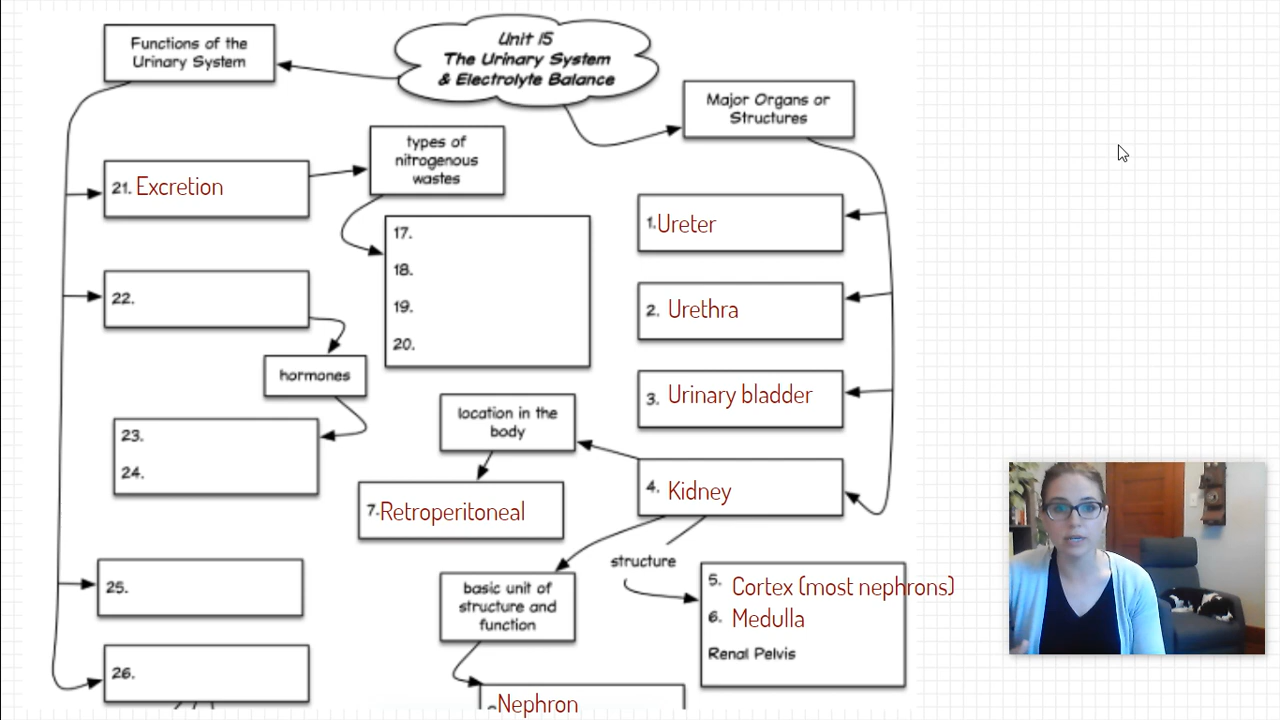 Unit 15
The Urinary System
& Electrolyte Balance
Functions of the
Urinary System
Major Organs or
Structures
types of
nitrogenous
wastes
21. Excretion
17.
18.
19.
20.
22.
hormones
23.
24.
25.
26.
1. Ureter
2. Urethra
3. Urinary bladder
4. Kidney
location in the
body
7. Retroperitoneal
structure
5. Cortex (most nephrons)
6. Medulla
Renal Pelvis
basic unit of
structure and
function
Nephron